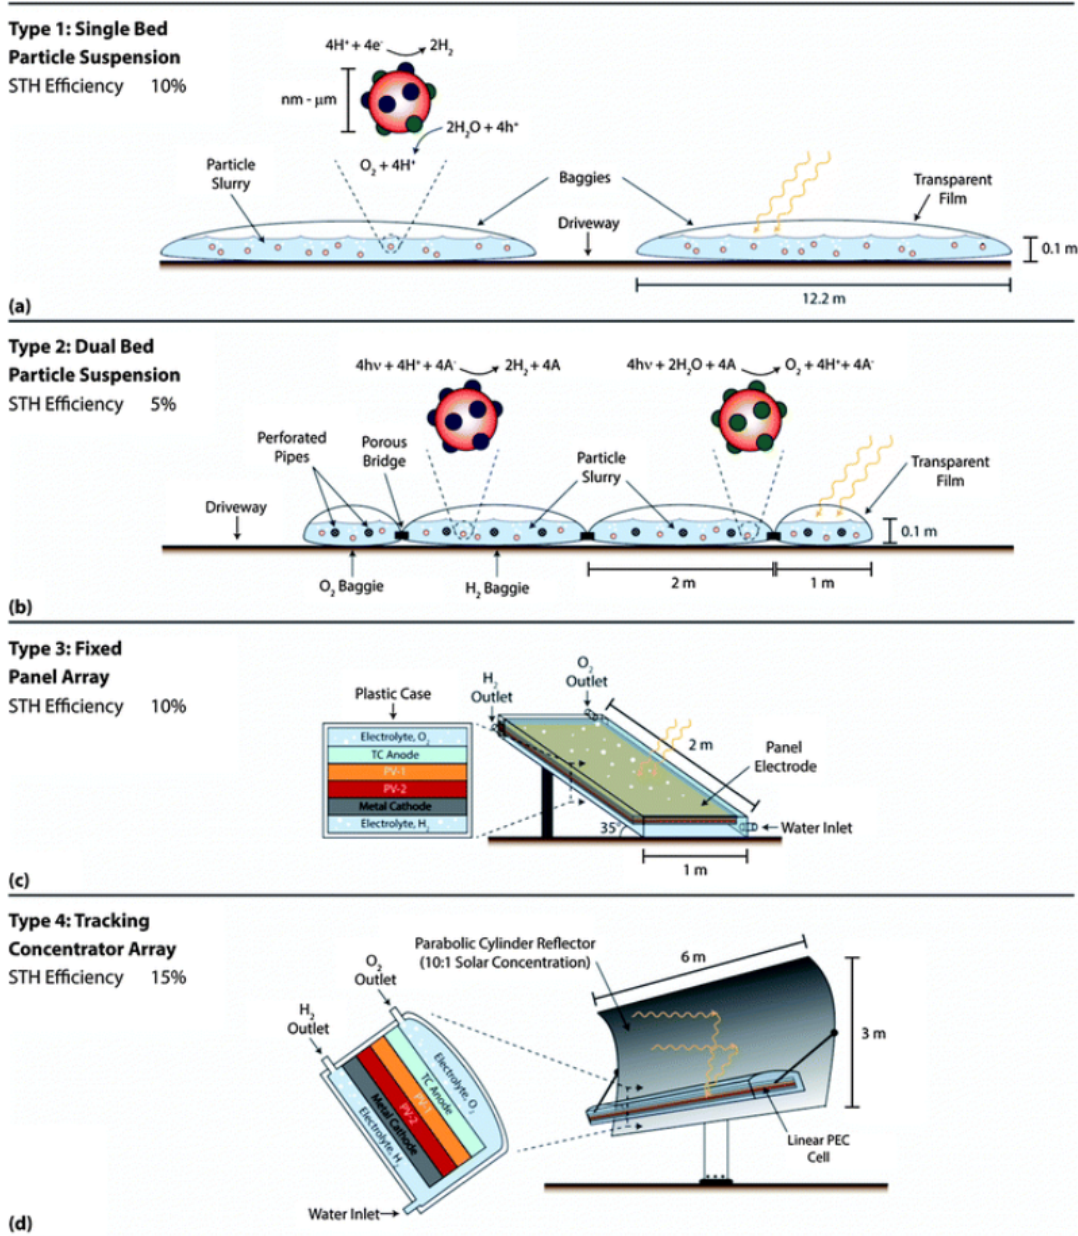 Type 1: Single Bed
Particle Suspension
STH Efficiency 10%
4H⁺ + 4e⁻ 2H₂
nm - μm
2H₂O + 4h⁺
O₂ + 4H⁺
Particle
Slurry
Baggies
Driveway
Transparent
Film
0.1 m
12.2 m
(a)
Type 2: Dual Bed
Particle Suspension
STH Efficiency 5%
4hν + 4H⁺ + 4A⁻ 2H₂ + 4A
4hν + 2H₂O + 4A O₂ + 4H⁺ + 4A⁻
Perforated
Pipes
Porous
Bridge
Particle
Slurry
Transparent
Film
Driveway
0.1 m
O₂ Baggie
H₂ Baggie
2 m
1 m
(b)
Type 3: Fixed
Panel Array
STH Efficiency 10%
Plastic Case
Electrolyte, O₂
TC Anode
PV-1
PV-2
Metal Cathode
Electrolyte, H₂
H₂
Outlet
O₂
Outlet
2 m
Panel
Electrode
35°
Water Inlet
1 m
(c)
Type 4: Tracking
Concentrator Array
STH Efficiency 15%
O₂
Outlet
H₂
Outlet
Electrolyte, O₂
TC Anode
PV-1
PV-2
Metal Cathode
Electrolyte, H₂
Water Inlet
Parabolic Cylinder Reflector
(10:1 Solar Concentration)
6 m
3 m
Linear PEC
Cell
(d)